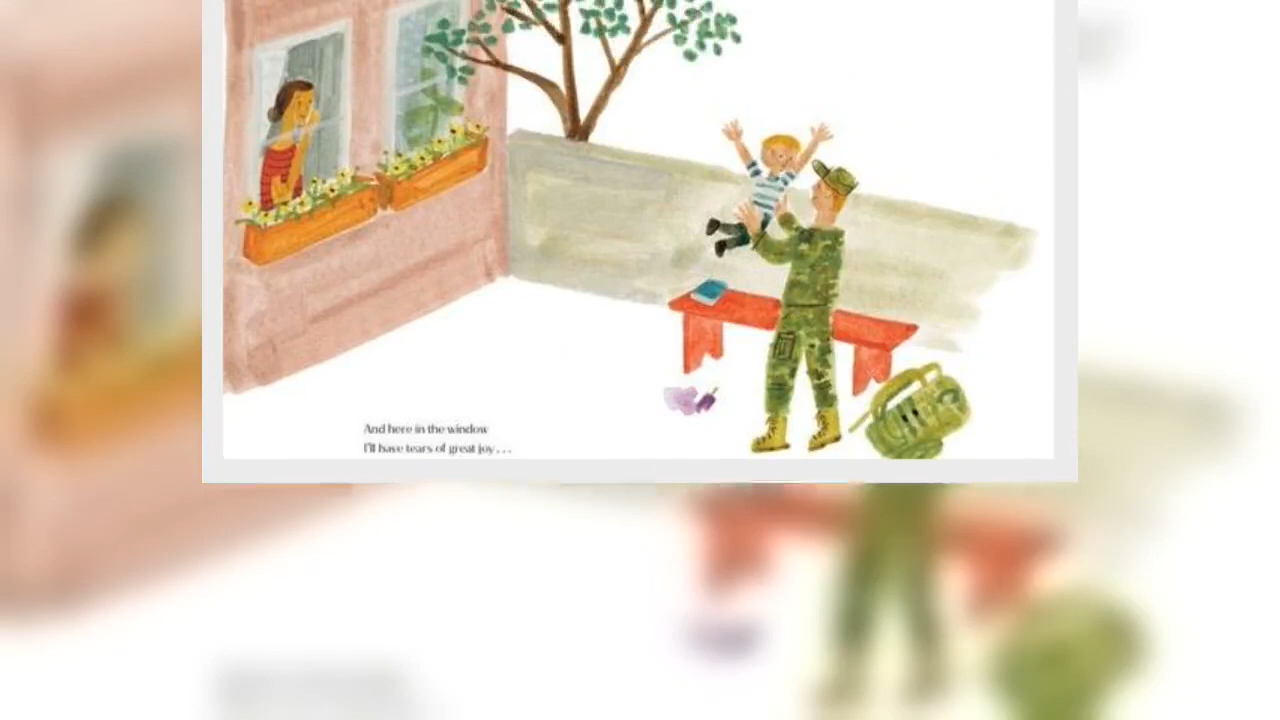 And here in the window
I'll have tears of great joy . . .